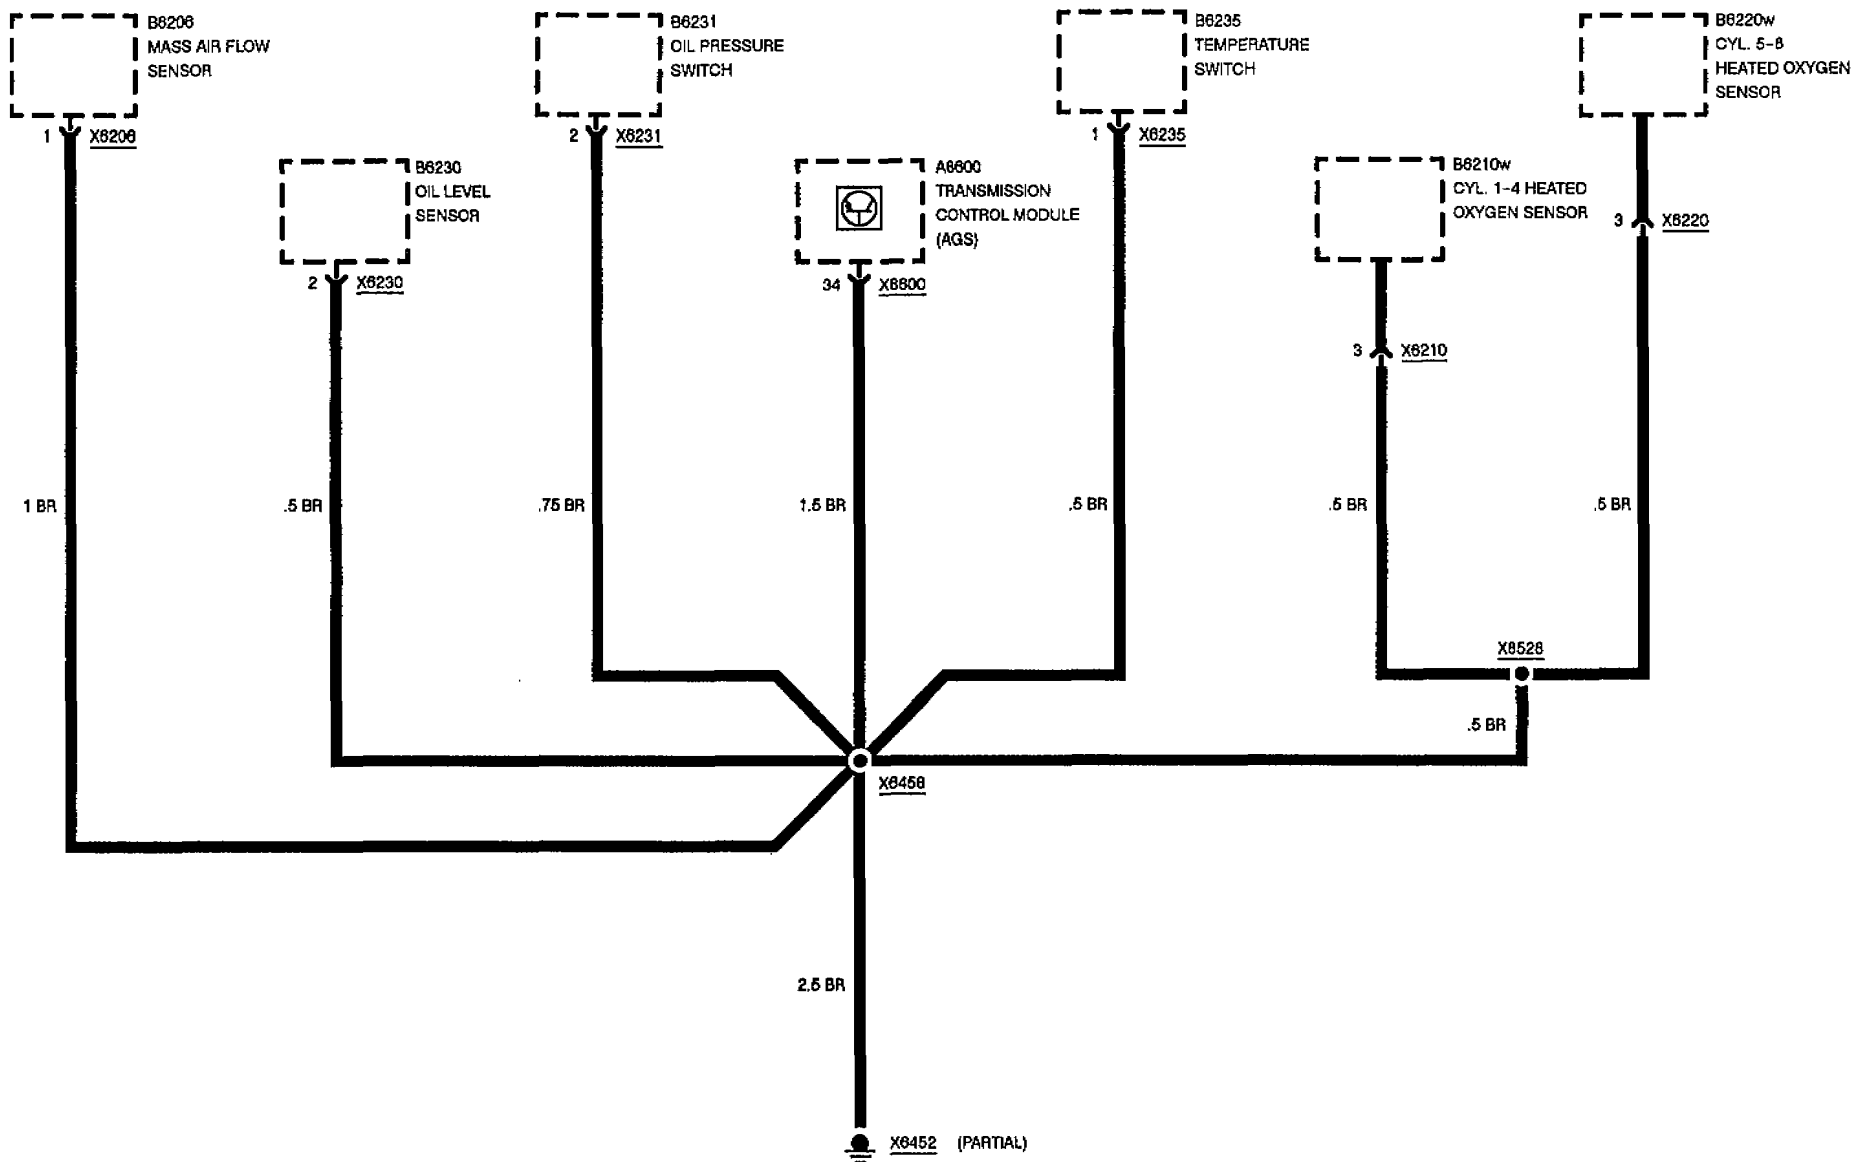 B6206
MASS AIR FLOW
SENSOR
1
X6206
B6231
OIL PRESSURE
SWITCH
2
X6231
B6235
TEMPERATURE
SWITCH
1
X6235
B6220w
CYL. 5-8
HEATED OXYGEN
SENSOR
3
X6220
B6230
OIL LEVEL
SENSOR
2
X6230
A8600
TRANSMISSION
CONTROL MODULE
(AGS)
34
X8600
B6210w
CYL. 1-4 HEATED
OXYGEN SENSOR
3
X6210
1 BR
.5 BR
.75 BR
1.5 BR
.5 BR
.5 BR
.5 BR
X8528
.5 BR
X6458
2.5 BR
X6452 (PARTIAL)